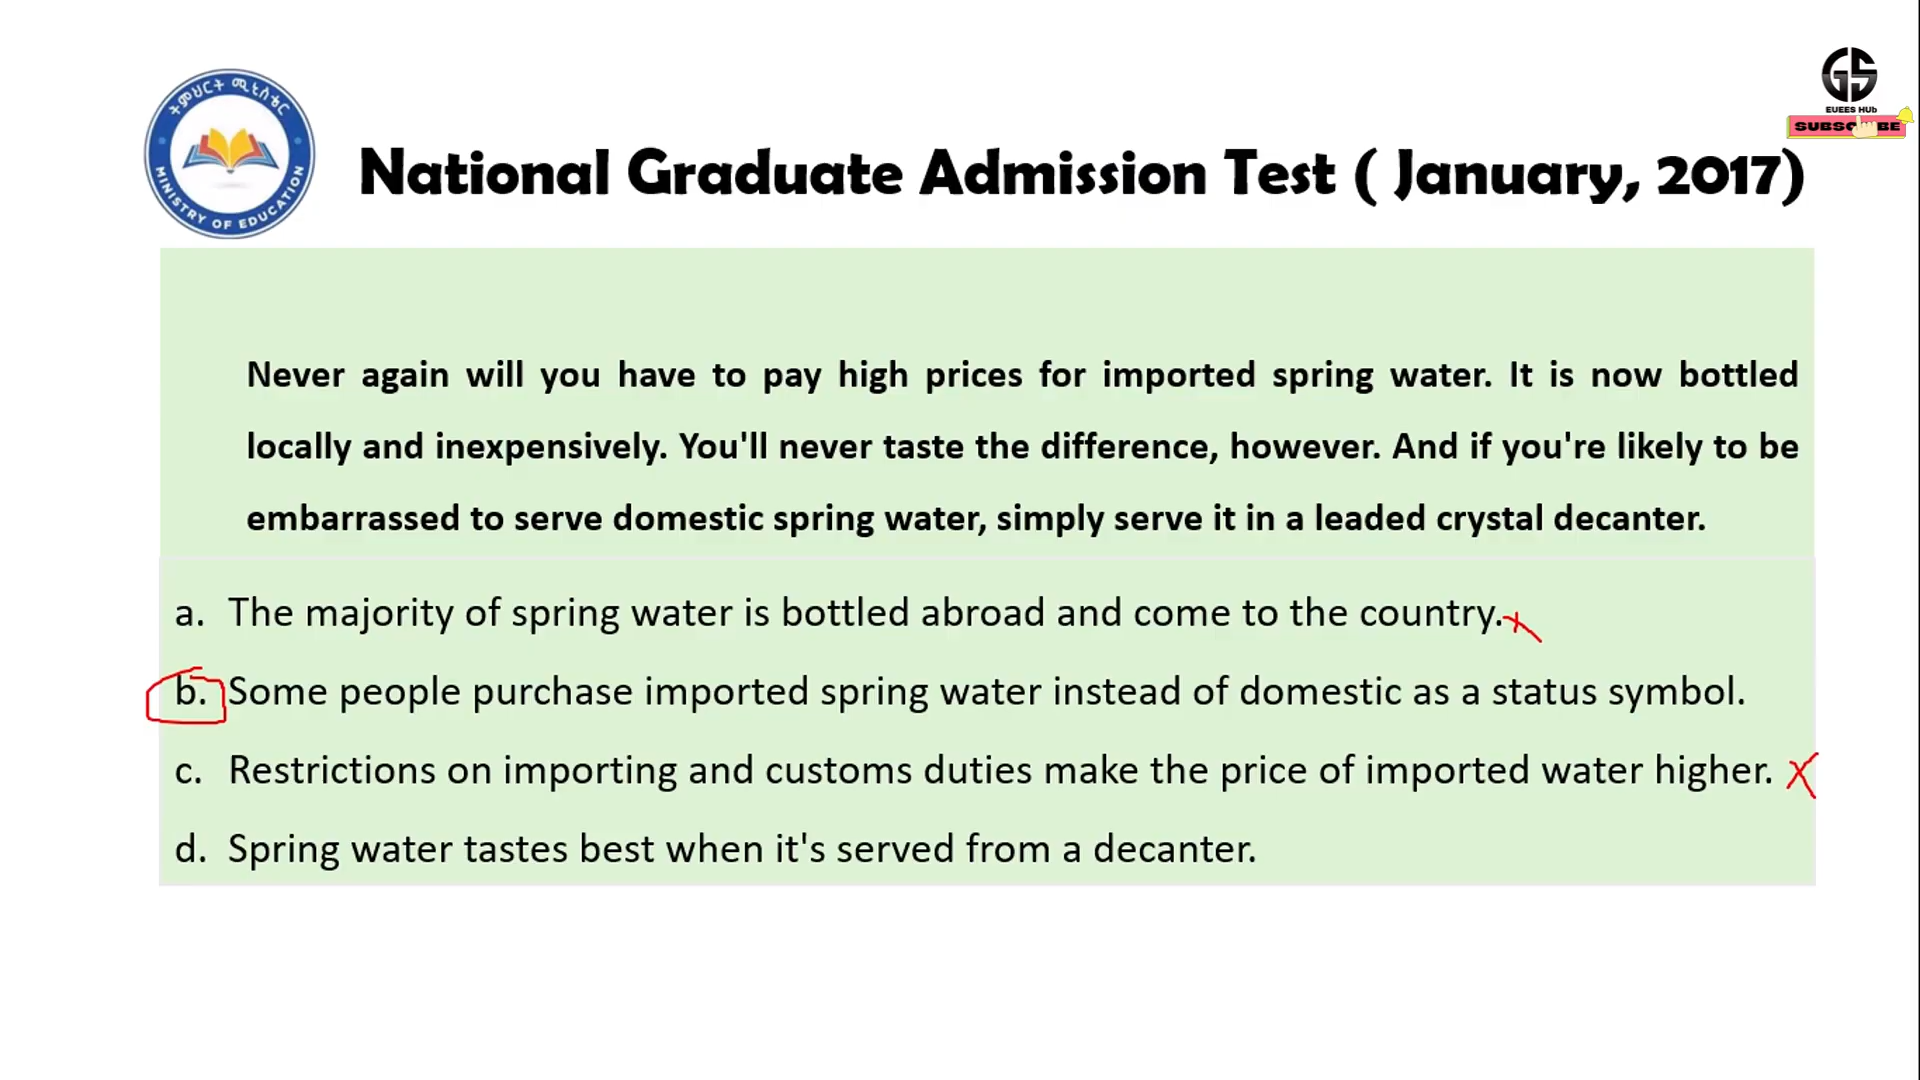 ትምህርት ሚኒስቴር
MINISTRY OF EDUCATION
GS
EUEES HUb
National Graduate Admission Test ( January, 2017)
Never again will you have to pay high prices for imported spring water. It is now bottled
locally and inexpensively. You'll never taste the difference, however. And if you're likely to be
embarrassed to serve domestic spring water, simply serve it in a leaded crystal decanter.
a. The majority of spring water is bottled abroad and come to the country.
b. Some people purchase imported spring water instead of domestic as a status symbol.
c. Restrictions on importing and customs duties make the price of imported water higher.
d. Spring water tastes best when it's served from a decanter.